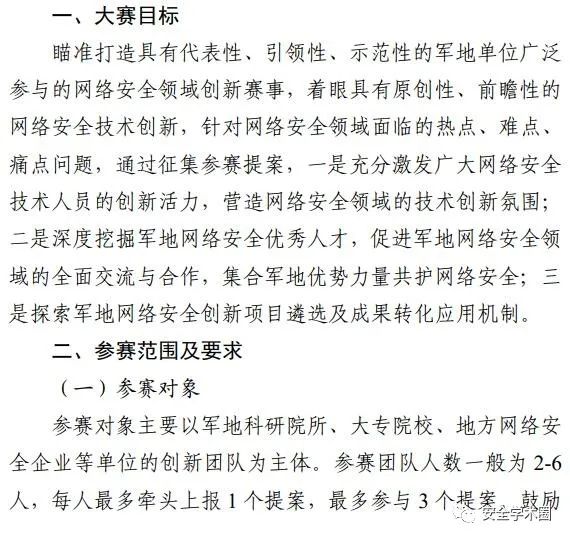 一、大赛目标
瞄准打造具有代表性、引领性、示范性的军地单位广泛
参与的网络安全领域创新赛事，着眼具有原创性、前瞻性的
网络安全技术创新，针对网络安全领域面临的热点、难点、
痛点问题，通过征集参赛提案，一是充分激发广大网络安全
技术人员的创新活力，营造网络安全领域的技术创新氛围；
二是深度挖掘军地网络安全优秀人才，促进军地网络安全领
域的全面交流与合作，集合军地优势力量共护网络安全；三
是探索军地网络安全创新项目遴选及成果转化应用机制。
二、参赛范围及要求
（一）参赛对象
参赛对象主要以军地科研院所、大专院校、地方网络安
全企业等单位的创新团队为主体。参赛团队人数一般为 2-6
人，每人最多牵头上报 1 个提案，最多参与 3 个提案。鼓励
安全学术圈